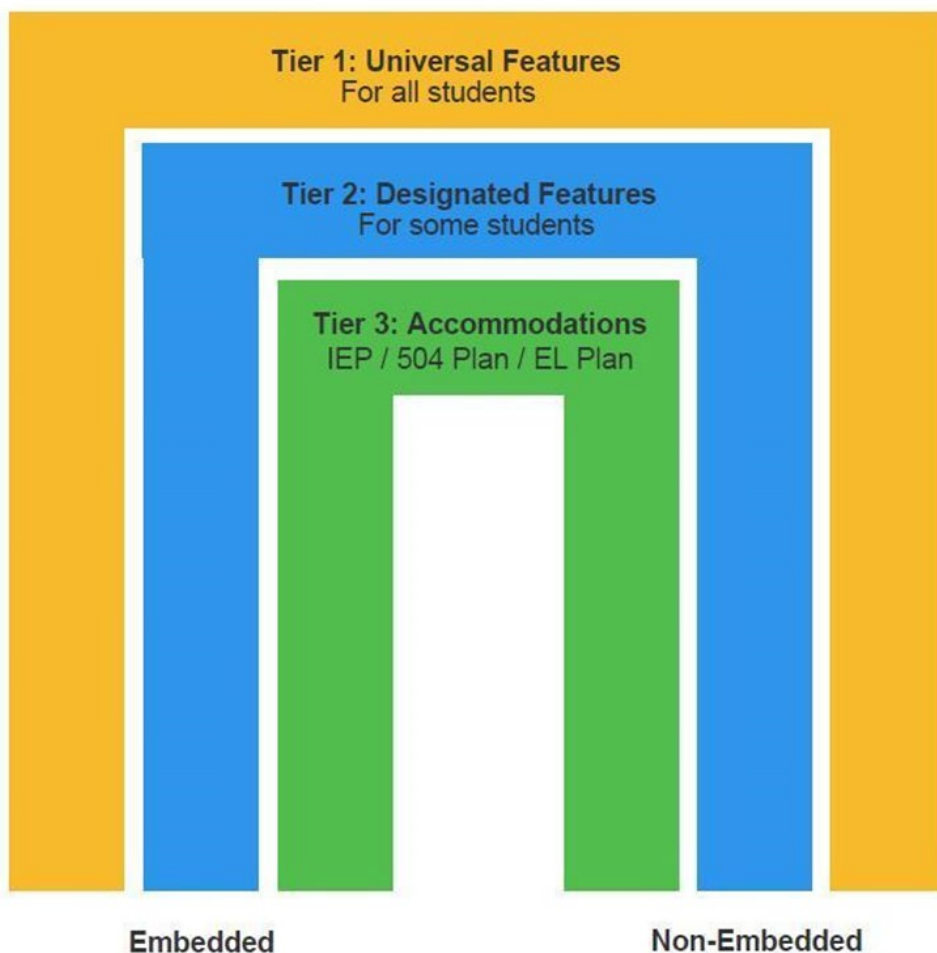 Tier 1: Universal Features
For all students
Tier 2: Designated Features
For some students
Tier 3: Accommodations
IEP / 504 Plan / EL Plan
Embedded
Non-Embedded